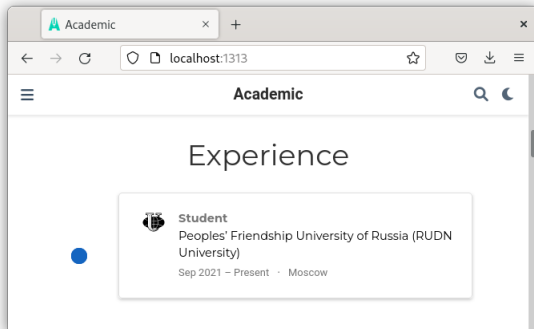 Academic
localhost:1313
Academic
Experience
Student
Peoples’ Friendship University of Russia (RUDN
University)
Sep 2021 – Present · Moscow